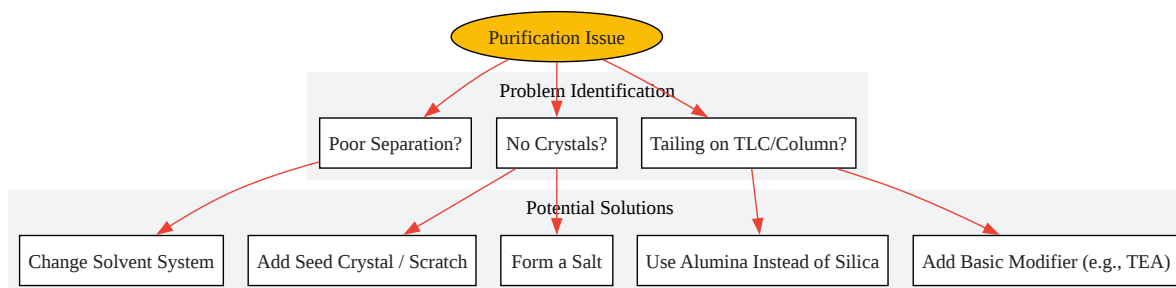 Purification Issue
Problem Identification
Poor Separation?
No Crystals?
Tailing on TLC/Column?
Potential Solutions
Change Solvent System
Add Seed Crystal / Scratch
Form a Salt
Use Alumina Instead of Silica
Add Basic Modifier (e.g., TEA)